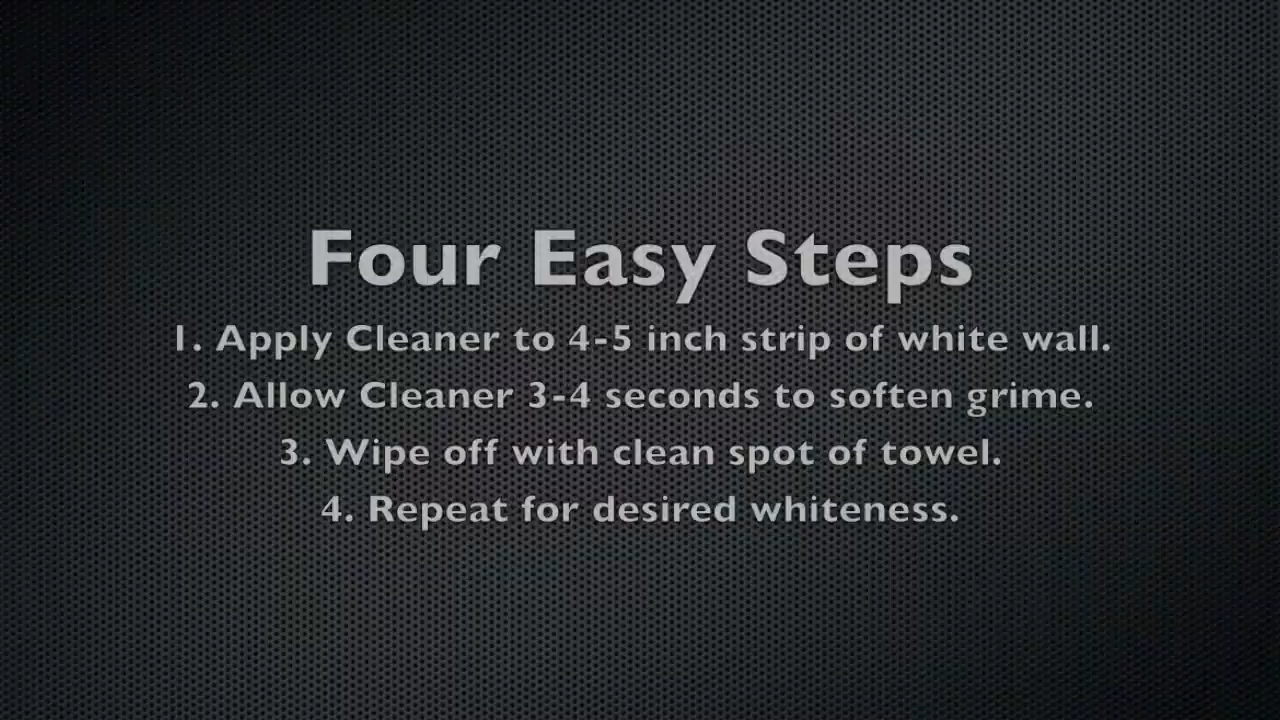 Four Easy Steps
1. Apply Cleaner to 4-5 inch strip of white wall.
2. Allow Cleaner 3-4 seconds to soften grime.
3. Wipe off with clean spot of towel.
4. Repeat for desired whiteness.